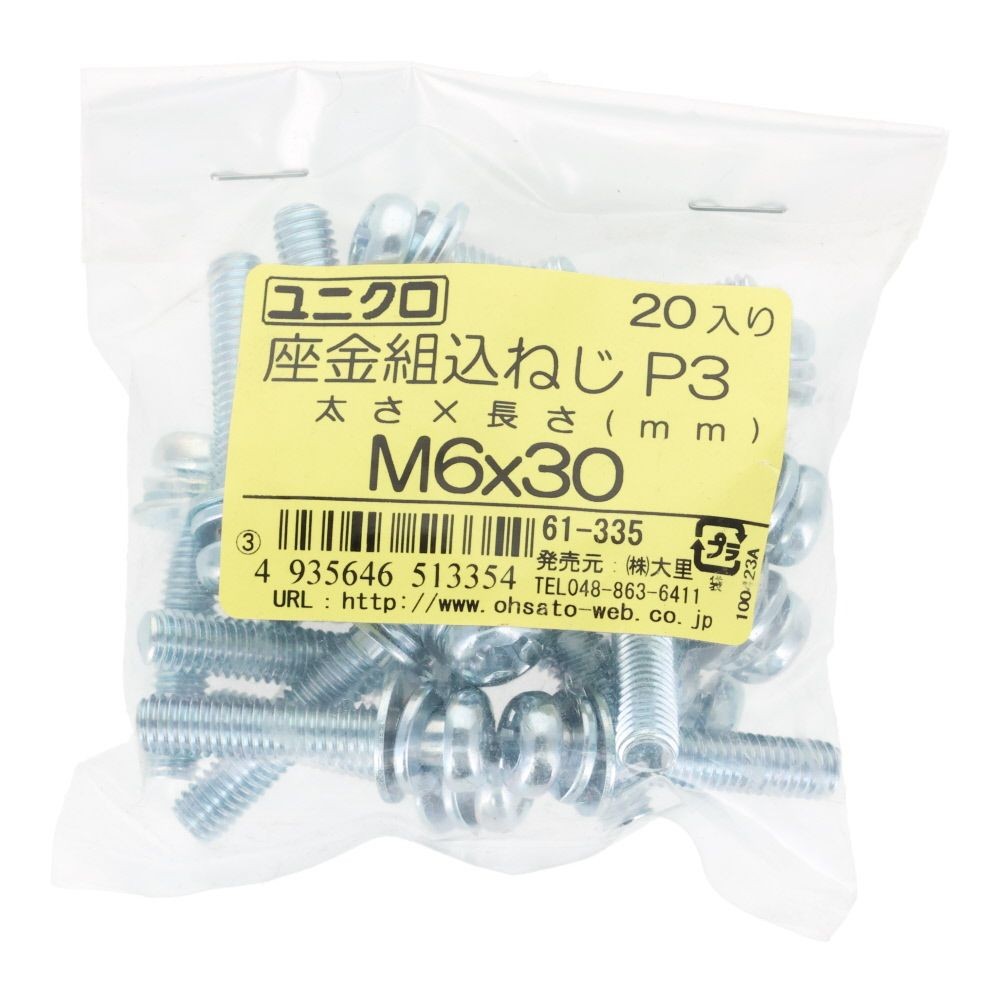 ユニクロ 20入り
座金組込ねじ P3
太さ×長さ(mm)
M6x30
61-335
③
発売元:㈱大里
4 935646 513354
TEL048-863-6411
URL:http://www.ohsato-web.co.jp
プラ
袋
100423A